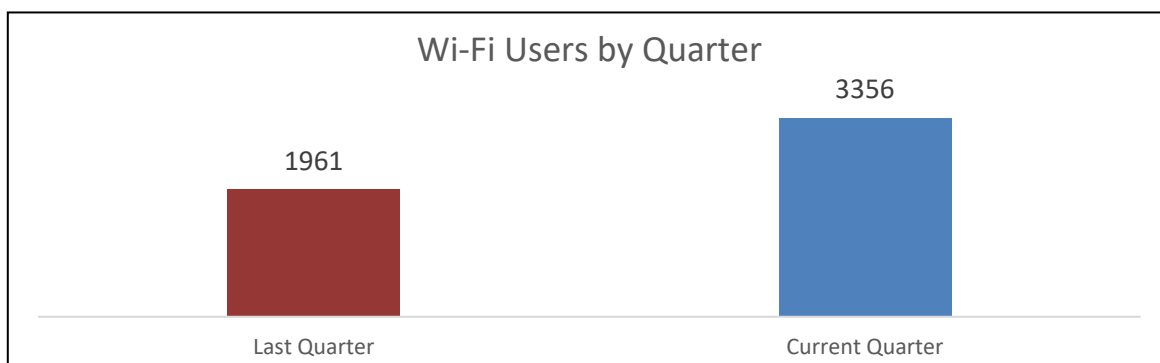 Wi-Fi Users by Quarter
3356
1961
Last Quarter
Current Quarter